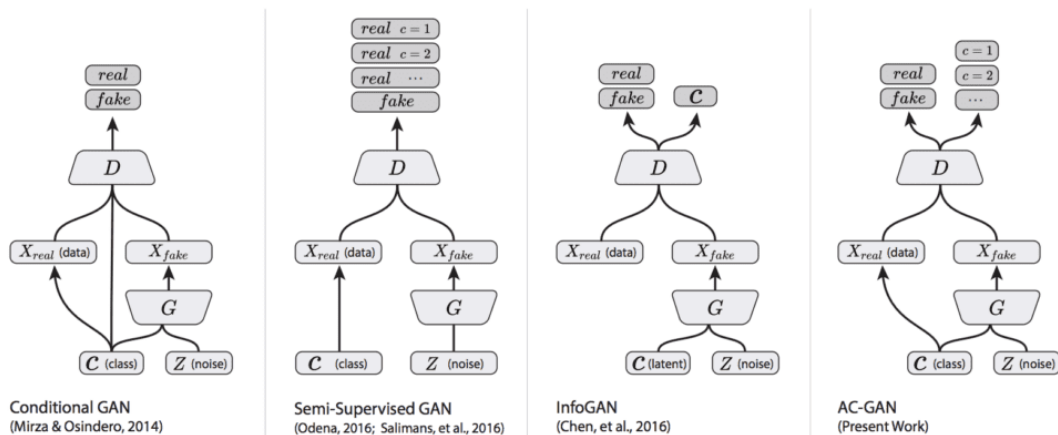 real
fake
D
X_real (data)
X_fake
G
C (class)
Z (noise)
Conditional GAN
(Mirza & Osindero, 2014)
real c = 1
real c = 2
real ...
fake
D
X_real (data)
X_fake
G
C (class)
Z (noise)
Semi-Supervised GAN
(Odena, 2016; Salimans, et al., 2016)
real
fake
C
D
X_real (data)
X_fake
G
C (latent)
Z (noise)
InfoGAN
(Chen, et al., 2016)
real
fake
c = 1
c = 2
...
D
X_real (data)
X_fake
G
C (class)
Z (noise)
AC-GAN
(Present Work)